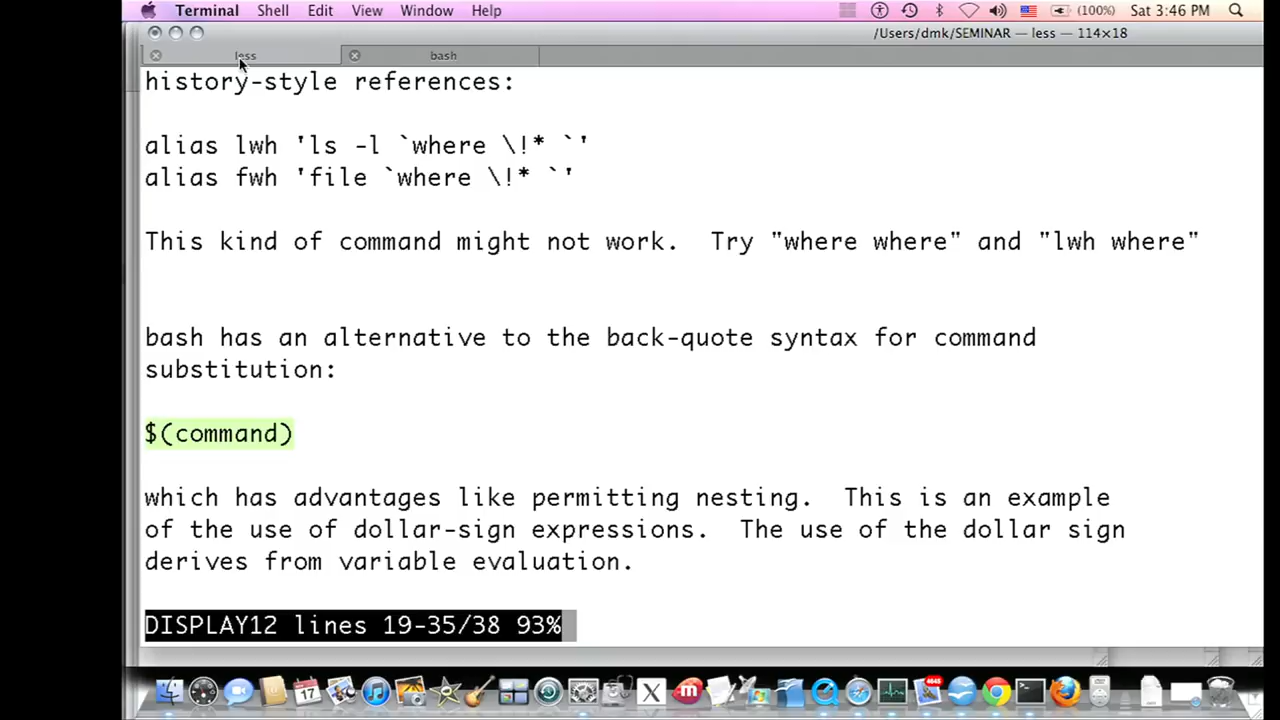 Terminal Shell Edit View Window Help (100%) Sat 3:46 PM
/Users/dmk/SEMINAR — less — 114×18
less bash
history-style references:
alias lwh 'ls -l `where \!* `'
alias fwh 'file `where \!* `'
This kind of command might not work.  Try "where where" and "lwh where"
bash has an alternative to the back-quote syntax for command
substitution:
$(command)
which has advantages like permitting nesting.  This is an example
of the use of dollar-sign expressions.  The use of the dollar sign
derives from variable evaluation.
DISPLAY12 lines 19-35/38 93%
17